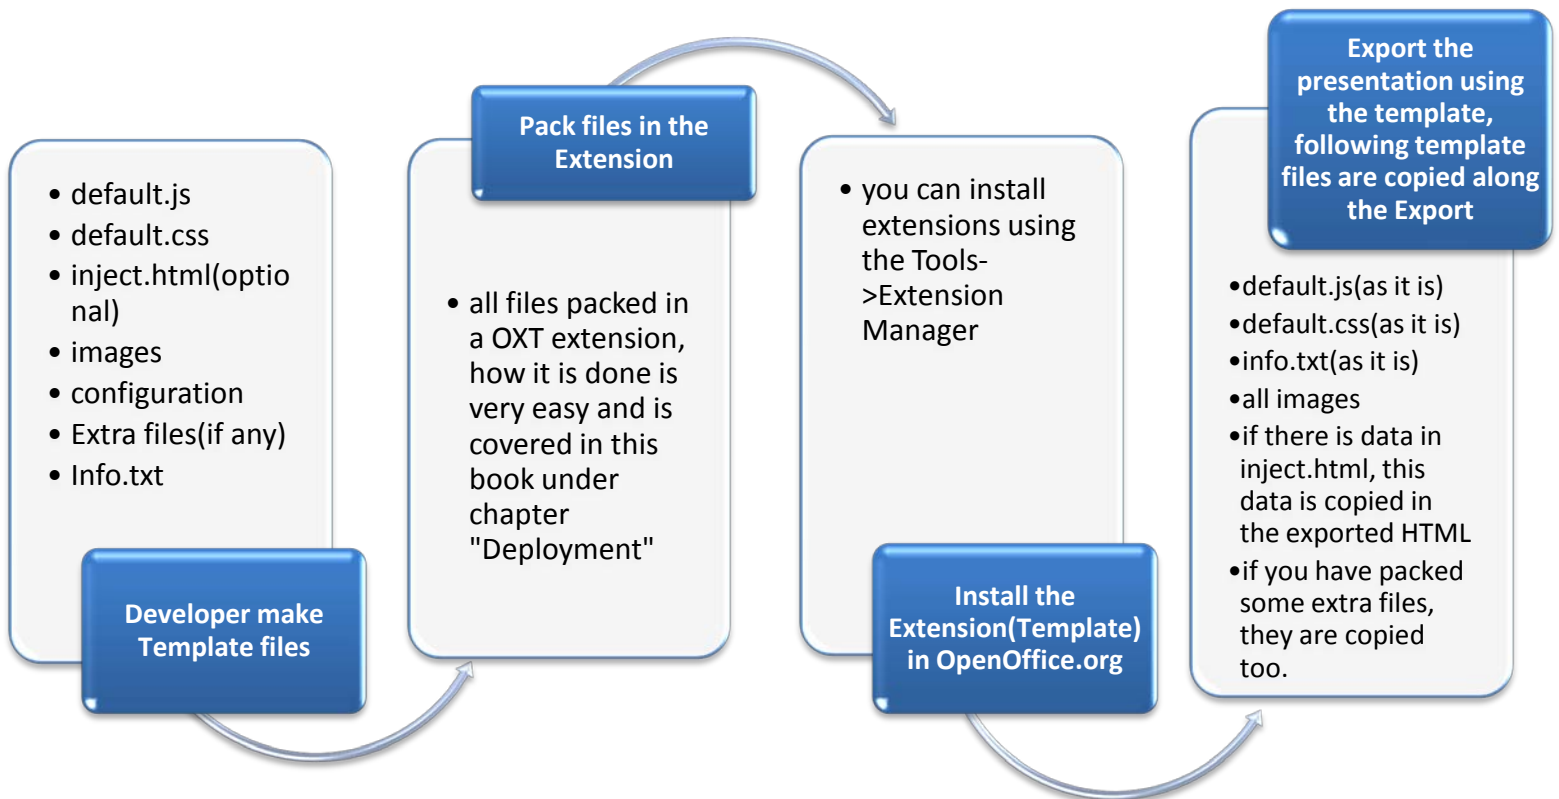 • default.js
• default.css
• inject.html(optio
nal)
• images
• configuration
• Extra files(if any)
• Info.txt
Developer make
Template files
Pack files in the
Extension
• all files packed in
a OXT extension,
how it is done is
very easy and is
covered in this
book under
chapter
"Deployment"
• you can install
extensions using
the Tools-
>Extension
Manager
Install the
Extension(Template)
in OpenOffice.org
Export the
presentation using
the template,
following template
files are copied along
the Export
•default.js(as it is)
•default.css(as it is)
•info.txt(as it is)
•all images
•if there is data in
inject.html, this
data is copied in
the exported HTML
•if you have packed
some extra files,
they are copied
too.